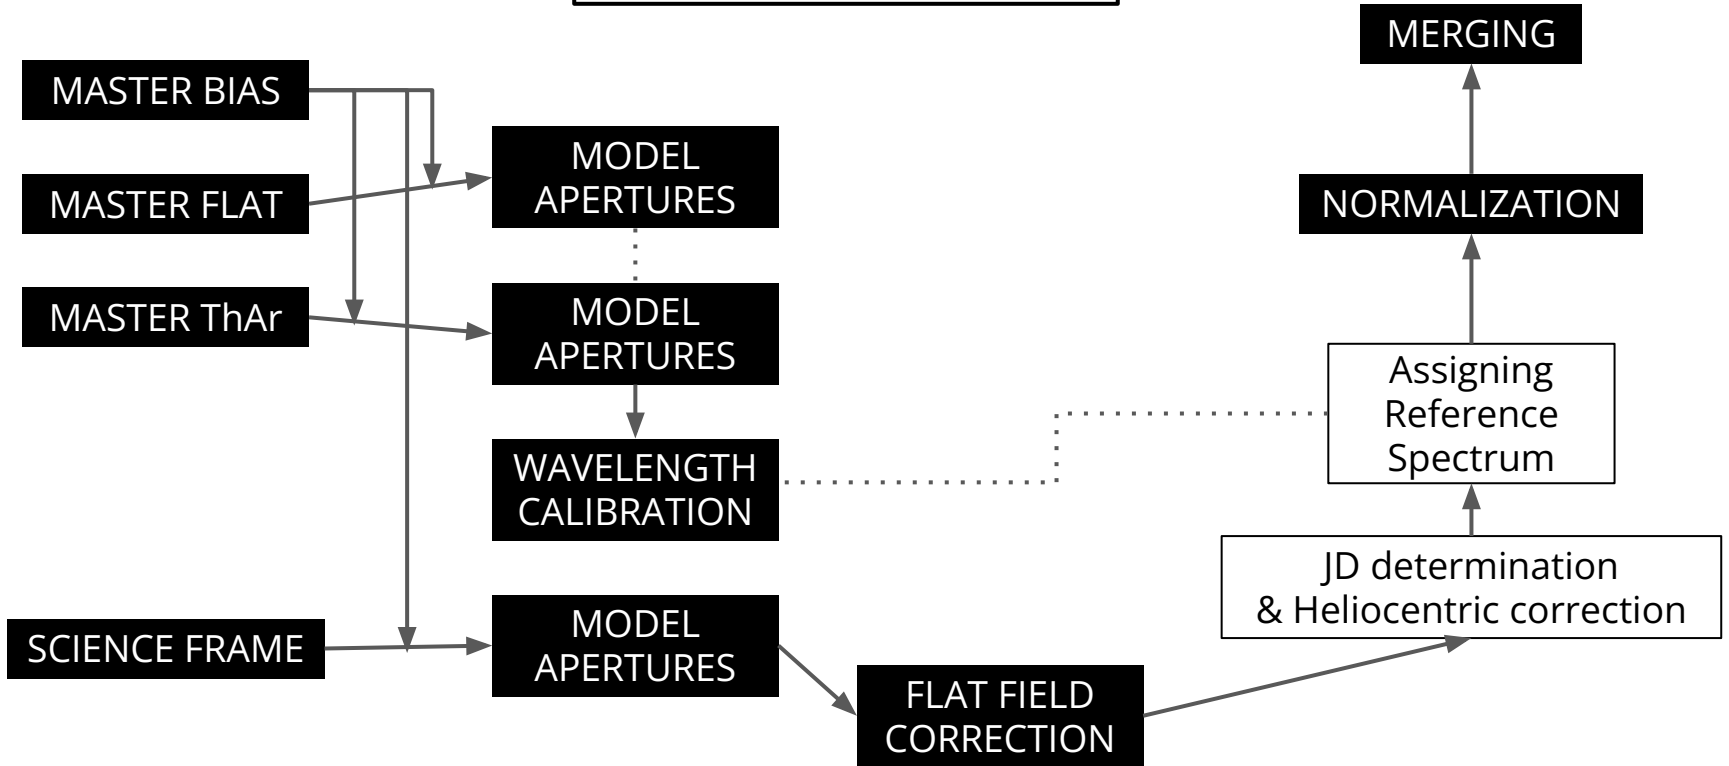 MERGING
MASTER BIAS
MODEL
APERTURES
MASTER FLAT
NORMALIZATION
MASTER ThAr
MODEL
APERTURES
Assigning
Reference
Spectrum
WAVELENGTH
CALIBRATION
JD determination
& Heliocentric correction
SCIENCE FRAME
MODEL
APERTURES
FLAT FIELD
CORRECTION